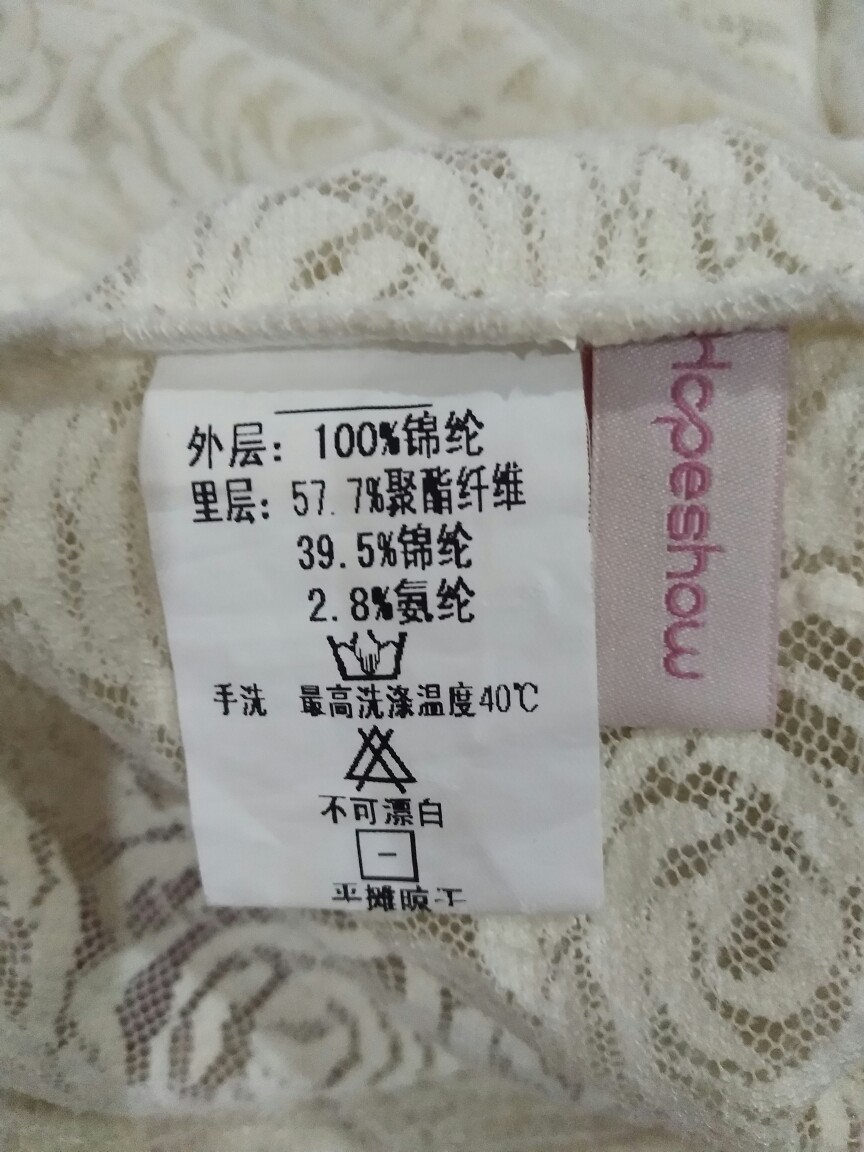 外层: 100%锦纶
里层: 57.7%聚酯纤维
39.5%锦纶
2.8%氨纶
手洗 最高洗涤温度40℃
不可漂白
平摊晾干
Hopeshow